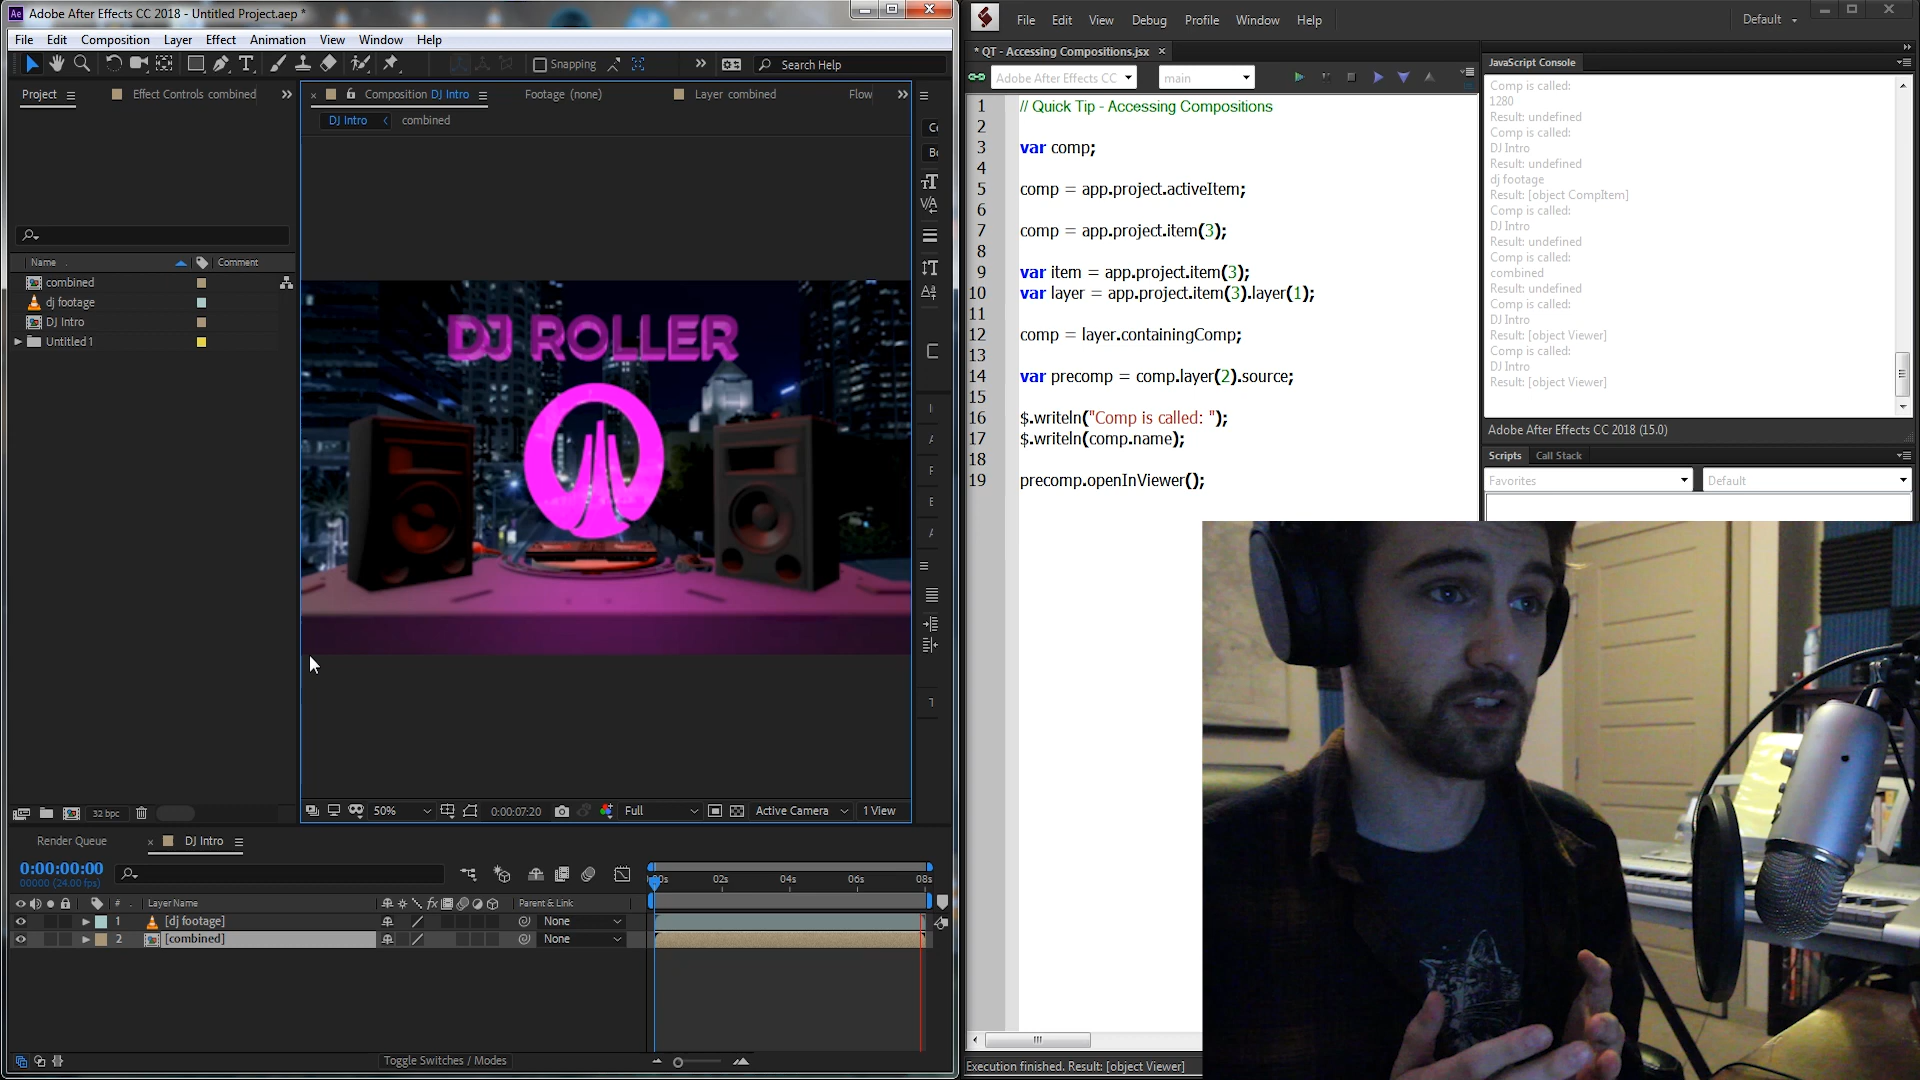 Adobe After Effects CC 2018 - Untitled Project.aep *
File Edit Composition Layer Effect Animation View Window Help
Snapping
Search Help
Project
Effect Controls combined
Composition DJ Intro
Footage (none)
Layer combined
Flow
DJ Intro
combined
Name
Comment
combined
dj footage
DJ Intro
Untitled 1
DJ ROLLER
32 bpc
50%
0:00:07:20
Full
Active Camera
1 View
Render Queue
DJ Intro
0:00:00:00
00000 (24.00 fps)
02s 04s 06s 08s
# Layer Name
Parent & Link
1 [dj footage] None
2 [combined] None
Toggle Switches / Modes
File Edit View Debug Profile Window Help
Default
* QT - Accessing Compositions.jsx
Adobe After Effects CC
main
1 // Quick Tip - Accessing Compositions
2
3 var comp;
4
5 comp = app.project.activeItem;
6
7 comp = app.project.item(3);
8
9 var item = app.project.item(3);
10 var layer = app.project.item(3).layer(1);
11
12 comp = layer.containingComp;
13
14 var precomp = comp.layer(2).source;
15
16 $.writeln("Comp is called: ");
17 $.writeln(comp.name);
18
19 precomp.openInViewer();
Execution finished. Result: [object Viewer]
JavaScript Console
Comp is called:
1280
Result: undefined
Comp is called:
DJ Intro
Result: undefined
dj footage
Result: [object CompItem]
Comp is called:
DJ Intro
Result: undefined
Comp is called:
combined
Result: undefined
Comp is called:
DJ Intro
Result: [object Viewer]
Comp is called:
DJ Intro
Result: [object Viewer]
Adobe After Effects CC 2018 (15.0)
Scripts
Call Stack
Favorites
Default